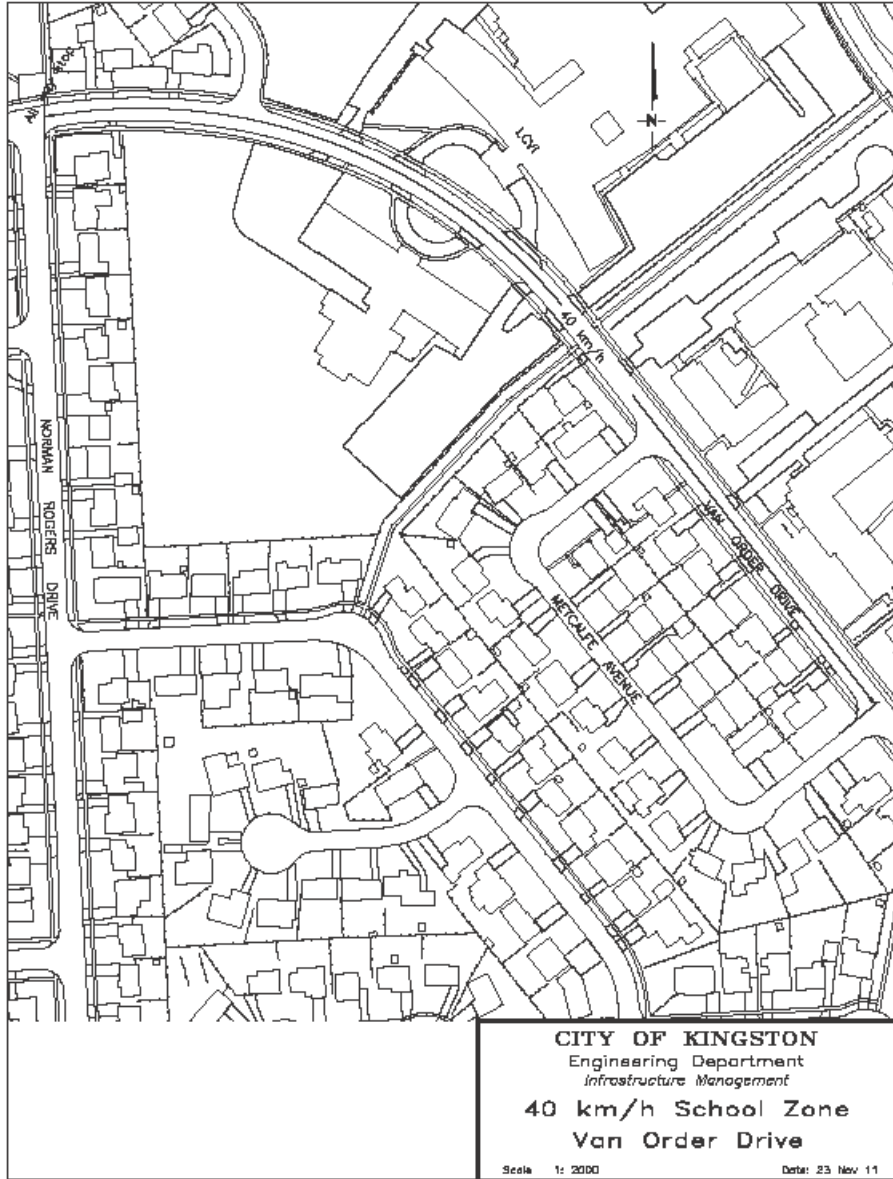 LCVI
N
40 km/h
NORMAN ROGERS DRIVE
VAN ORDER DRIVE
METCALFE AVENUE
CITY OF KINGSTON
Engineering Department
Infrastructure Management
40 km/h School Zone
Van Order Drive
Scale 1: 2000 Date: 23 Nov 11